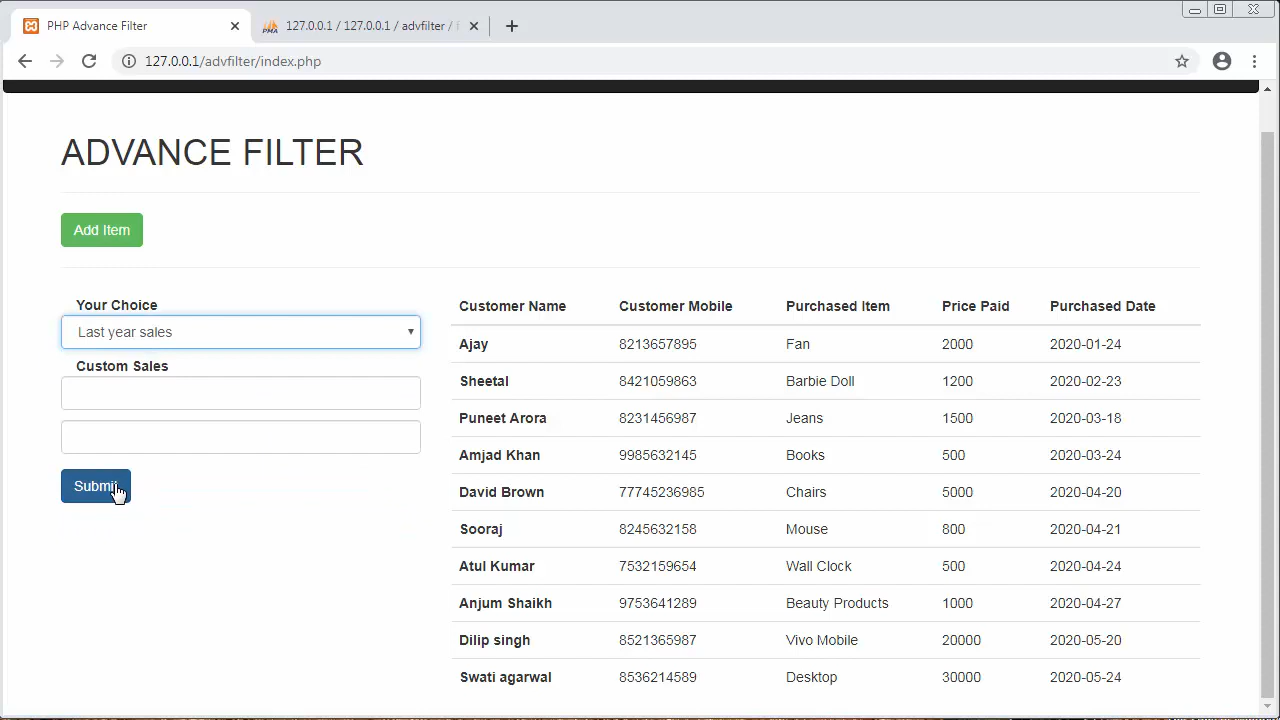 PHP Advance Filter
127.0.0.1 / 127.0.0.1 / advfilter /
127.0.0.1/advfilter/index.php
ADVANCE FILTER
Add Item
Your Choice
Last year sales
Custom Sales
Submit
Customer Name Customer Mobile Purchased Item Price Paid Purchased Date
Ajay 8213657895 Fan 2000 2020-01-24
Sheetal 8421059863 Barbie Doll 1200 2020-02-23
Puneet Arora 8231456987 Jeans 1500 2020-03-18
Amjad Khan 9985632145 Books 500 2020-03-24
David Brown 77745236985 Chairs 5000 2020-04-20
Sooraj 8245632158 Mouse 800 2020-04-21
Atul Kumar 7532159654 Wall Clock 500 2020-04-24
Anjum Shaikh 9753641289 Beauty Products 1000 2020-04-27
Dilip singh 8521365987 Vivo Mobile 20000 2020-05-20
Swati agarwal 8536214589 Desktop 30000 2020-05-24